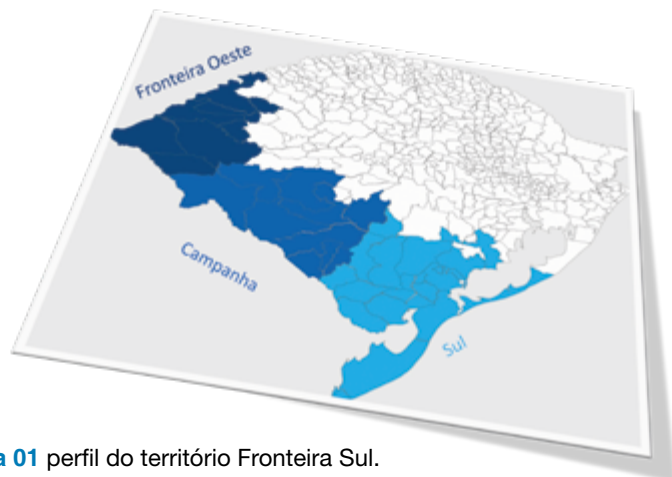 Fronteira Oeste
Campanha
Sul
a 01 perfil do território Fronteira Sul.